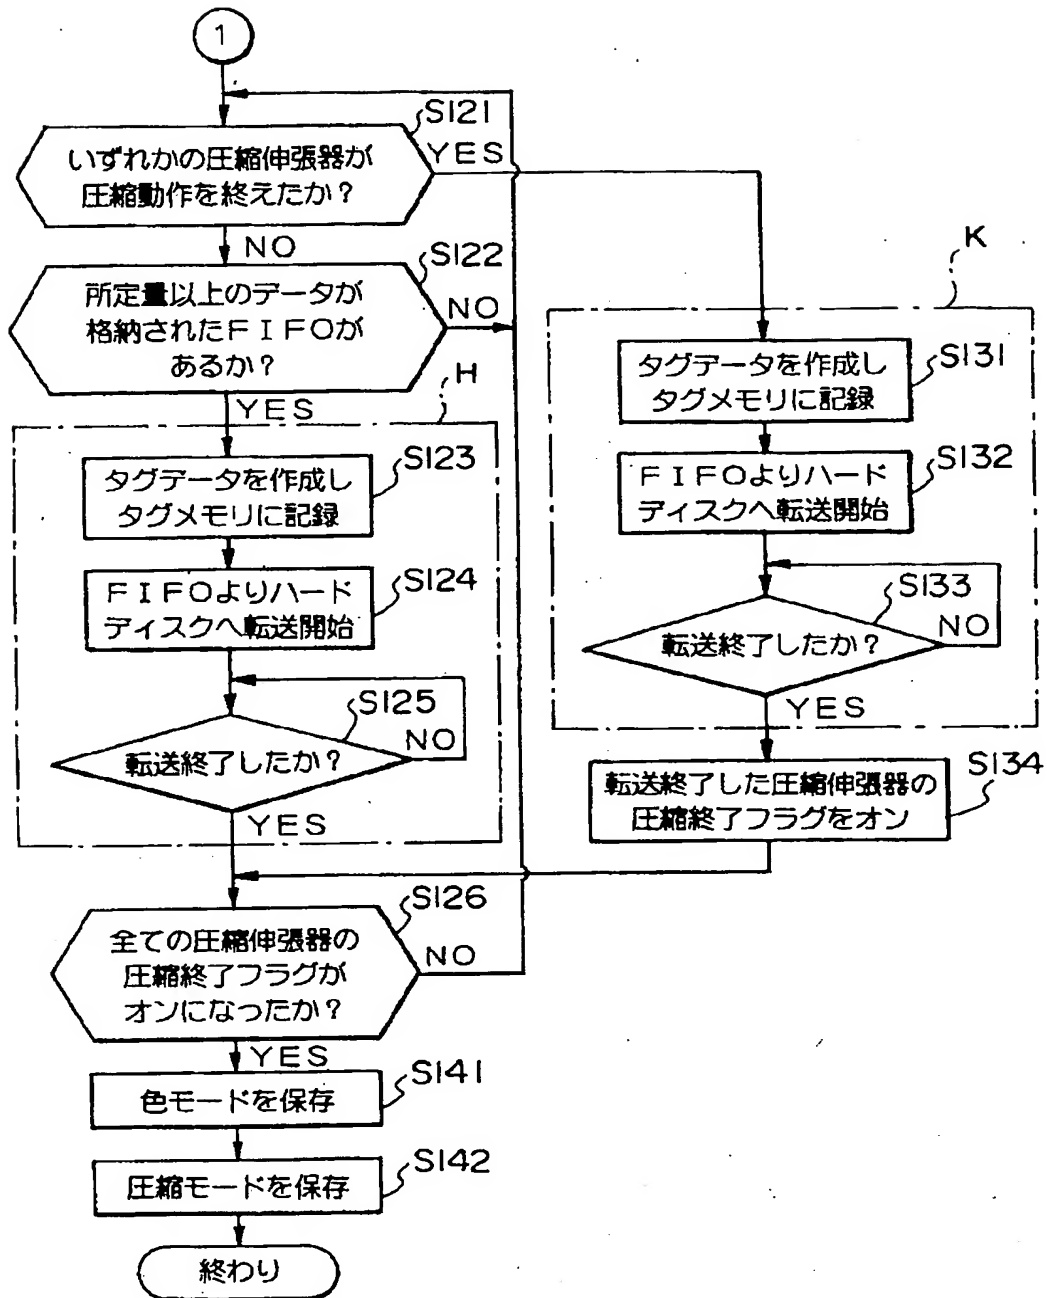 1
S121
いずれかの圧縮伸張器が
圧縮動作を終えたか？
YES
NO
S122
所定量以上のデータが
格納されたＦＩＦＯが
あるか？
NO
YES
H
S123
タグデータを作成し
タグメモリに記録
S124
ＦＩＦＯよりハード
ディスクへ転送開始
S125
転送終了したか？
NO
YES
K
S131
タグデータを作成し
タグメモリに記録
S132
ＦＩＦＯよりハード
ディスクへ転送開始
S133
転送終了したか？
NO
YES
S134
転送終了した圧縮伸張器の
圧縮終了フラグをオン
S126
全ての圧縮伸張器の
圧縮終了フラグが
オンになったか？
NO
YES
S141
色モードを保存
S142
圧縮モードを保存
終わり